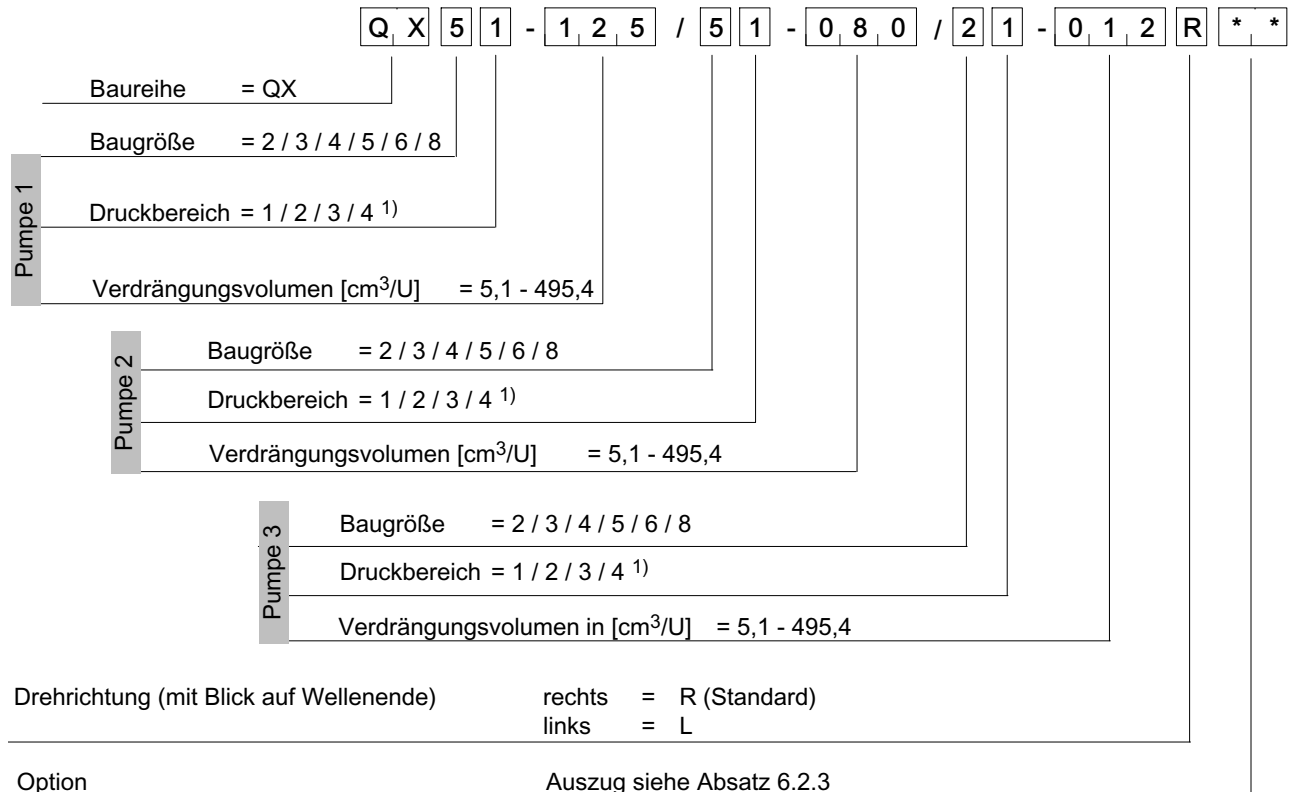 Q X 5 1 - 1 2 5 / 5 1 - 0 8 0 / 2 1 - 0 1 2 R * *
Baureihe = QX
Baugröße = 2 / 3 / 4 / 5 / 6 / 8
Druckbereich = 1 / 2 / 3 / 4 1)
Verdrängungsvolumen [cm3/U] = 5,1 - 495,4
Pumpe 1
Baugröße = 2 / 3 / 4 / 5 / 6 / 8
Druckbereich = 1 / 2 / 3 / 4 1)
Verdrängungsvolumen [cm3/U] = 5,1 - 495,4
Pumpe 2
Baugröße = 2 / 3 / 4 / 5 / 6 / 8
Druckbereich = 1 / 2 / 3 / 4 1)
Verdrängungsvolumen in [cm3/U] = 5,1 - 495,4
Pumpe 3
Drehrichtung (mit Blick auf Wellenende) rechts = R (Standard)
links = L
Option Auszug siehe Absatz 6.2.3